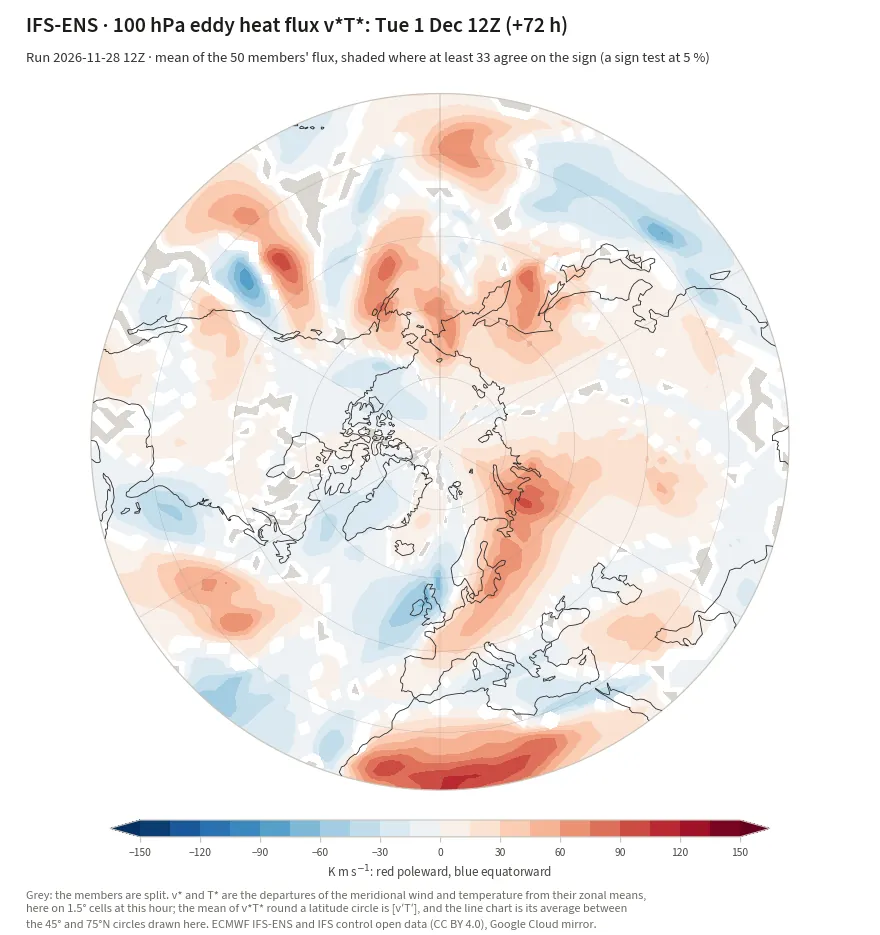 IFS-ENS · 100 hPa eddy heat flux v*T*: Tue 1 Dec 12Z (+72 h)
Run 2026-11-28 12Z · mean of the 50 members' flux, shaded where at least 33 agree on the sign (a sign test at 5 %)
−150 −120 −90 −60 −30 0 30 60 90 120 150
K m s⁻¹: red poleward, blue equatorward
Grey: the members are split. v* and T* are the departures of the meridional wind and temperature from their zonal means,
here on 1.5° cells at this hour; the mean of v*T* round a latitude circle is [v′T′], and the line chart is its average between
the 45° and 75°N circles drawn here. ECMWF IFS-ENS and IFS control open data (CC BY 4.0), Google Cloud mirror.